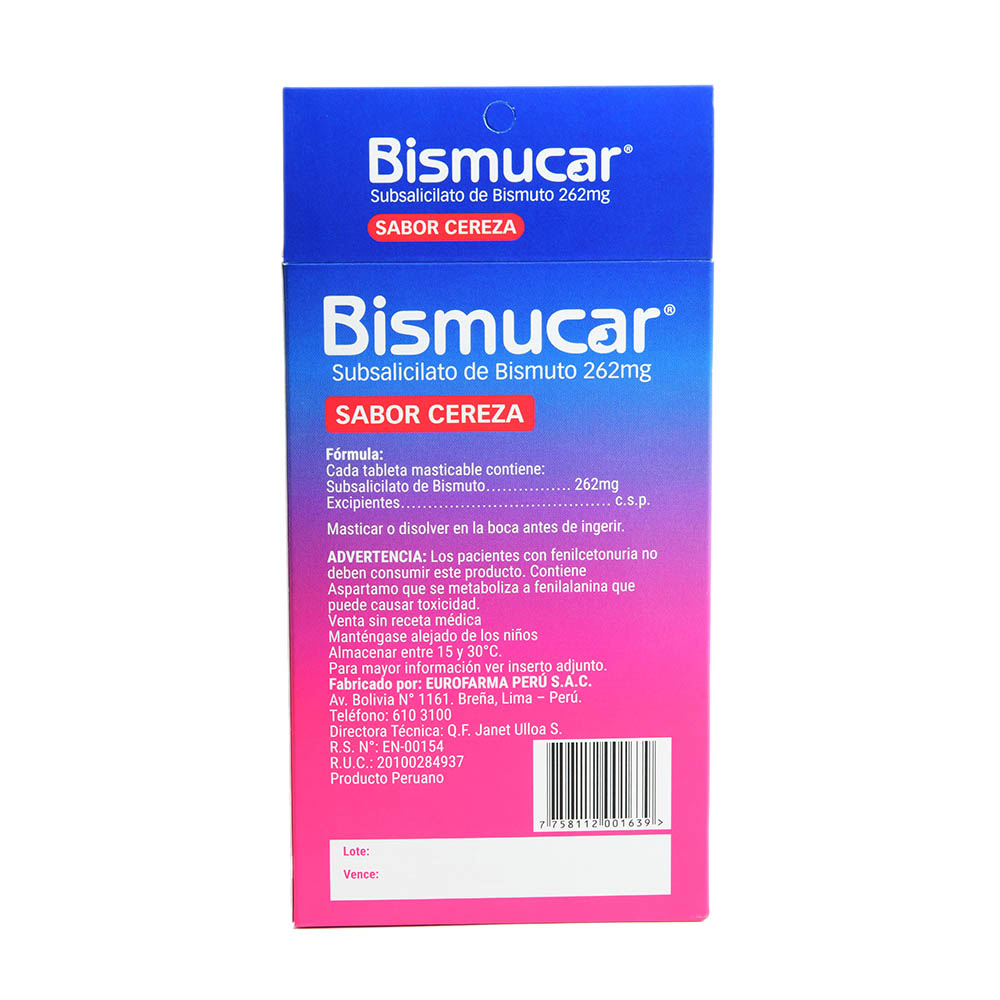 Bismucar®
Subsalicilato de Bismuto 262mg
SABOR CEREZA
Bismucar®
Subsalicilato de Bismuto 262mg
SABOR CEREZA
Fórmula:
Cada tableta masticable contiene:
Subsalicilato de Bismuto................ 262mg
Excipientes...................................... c.s.p.
Masticar o disolver en la boca antes de ingerir.
ADVERTENCIA: Los pacientes con fenilcetonuria no
deben consumir este producto. Contiene
Aspartamo que se metaboliza a fenilalanina que
puede causar toxicidad.
Venta sin receta médica
Manténgase alejado de los niños
Almacenar entre 15 y 30°C.
Para mayor información ver inserto adjunto.
Fabricado por: EUROFARMA PERÚ S.A.C.
Av. Bolivia N° 1161. Breña, Lima – Perú.
Teléfono: 610 3100
Directora Técnica: Q.F. Janet Ulloa S.
R.S. N°: EN-00154
R.U.C.: 20100284937
Producto Peruano
7 758112 001639 >
Lote:
Vence: